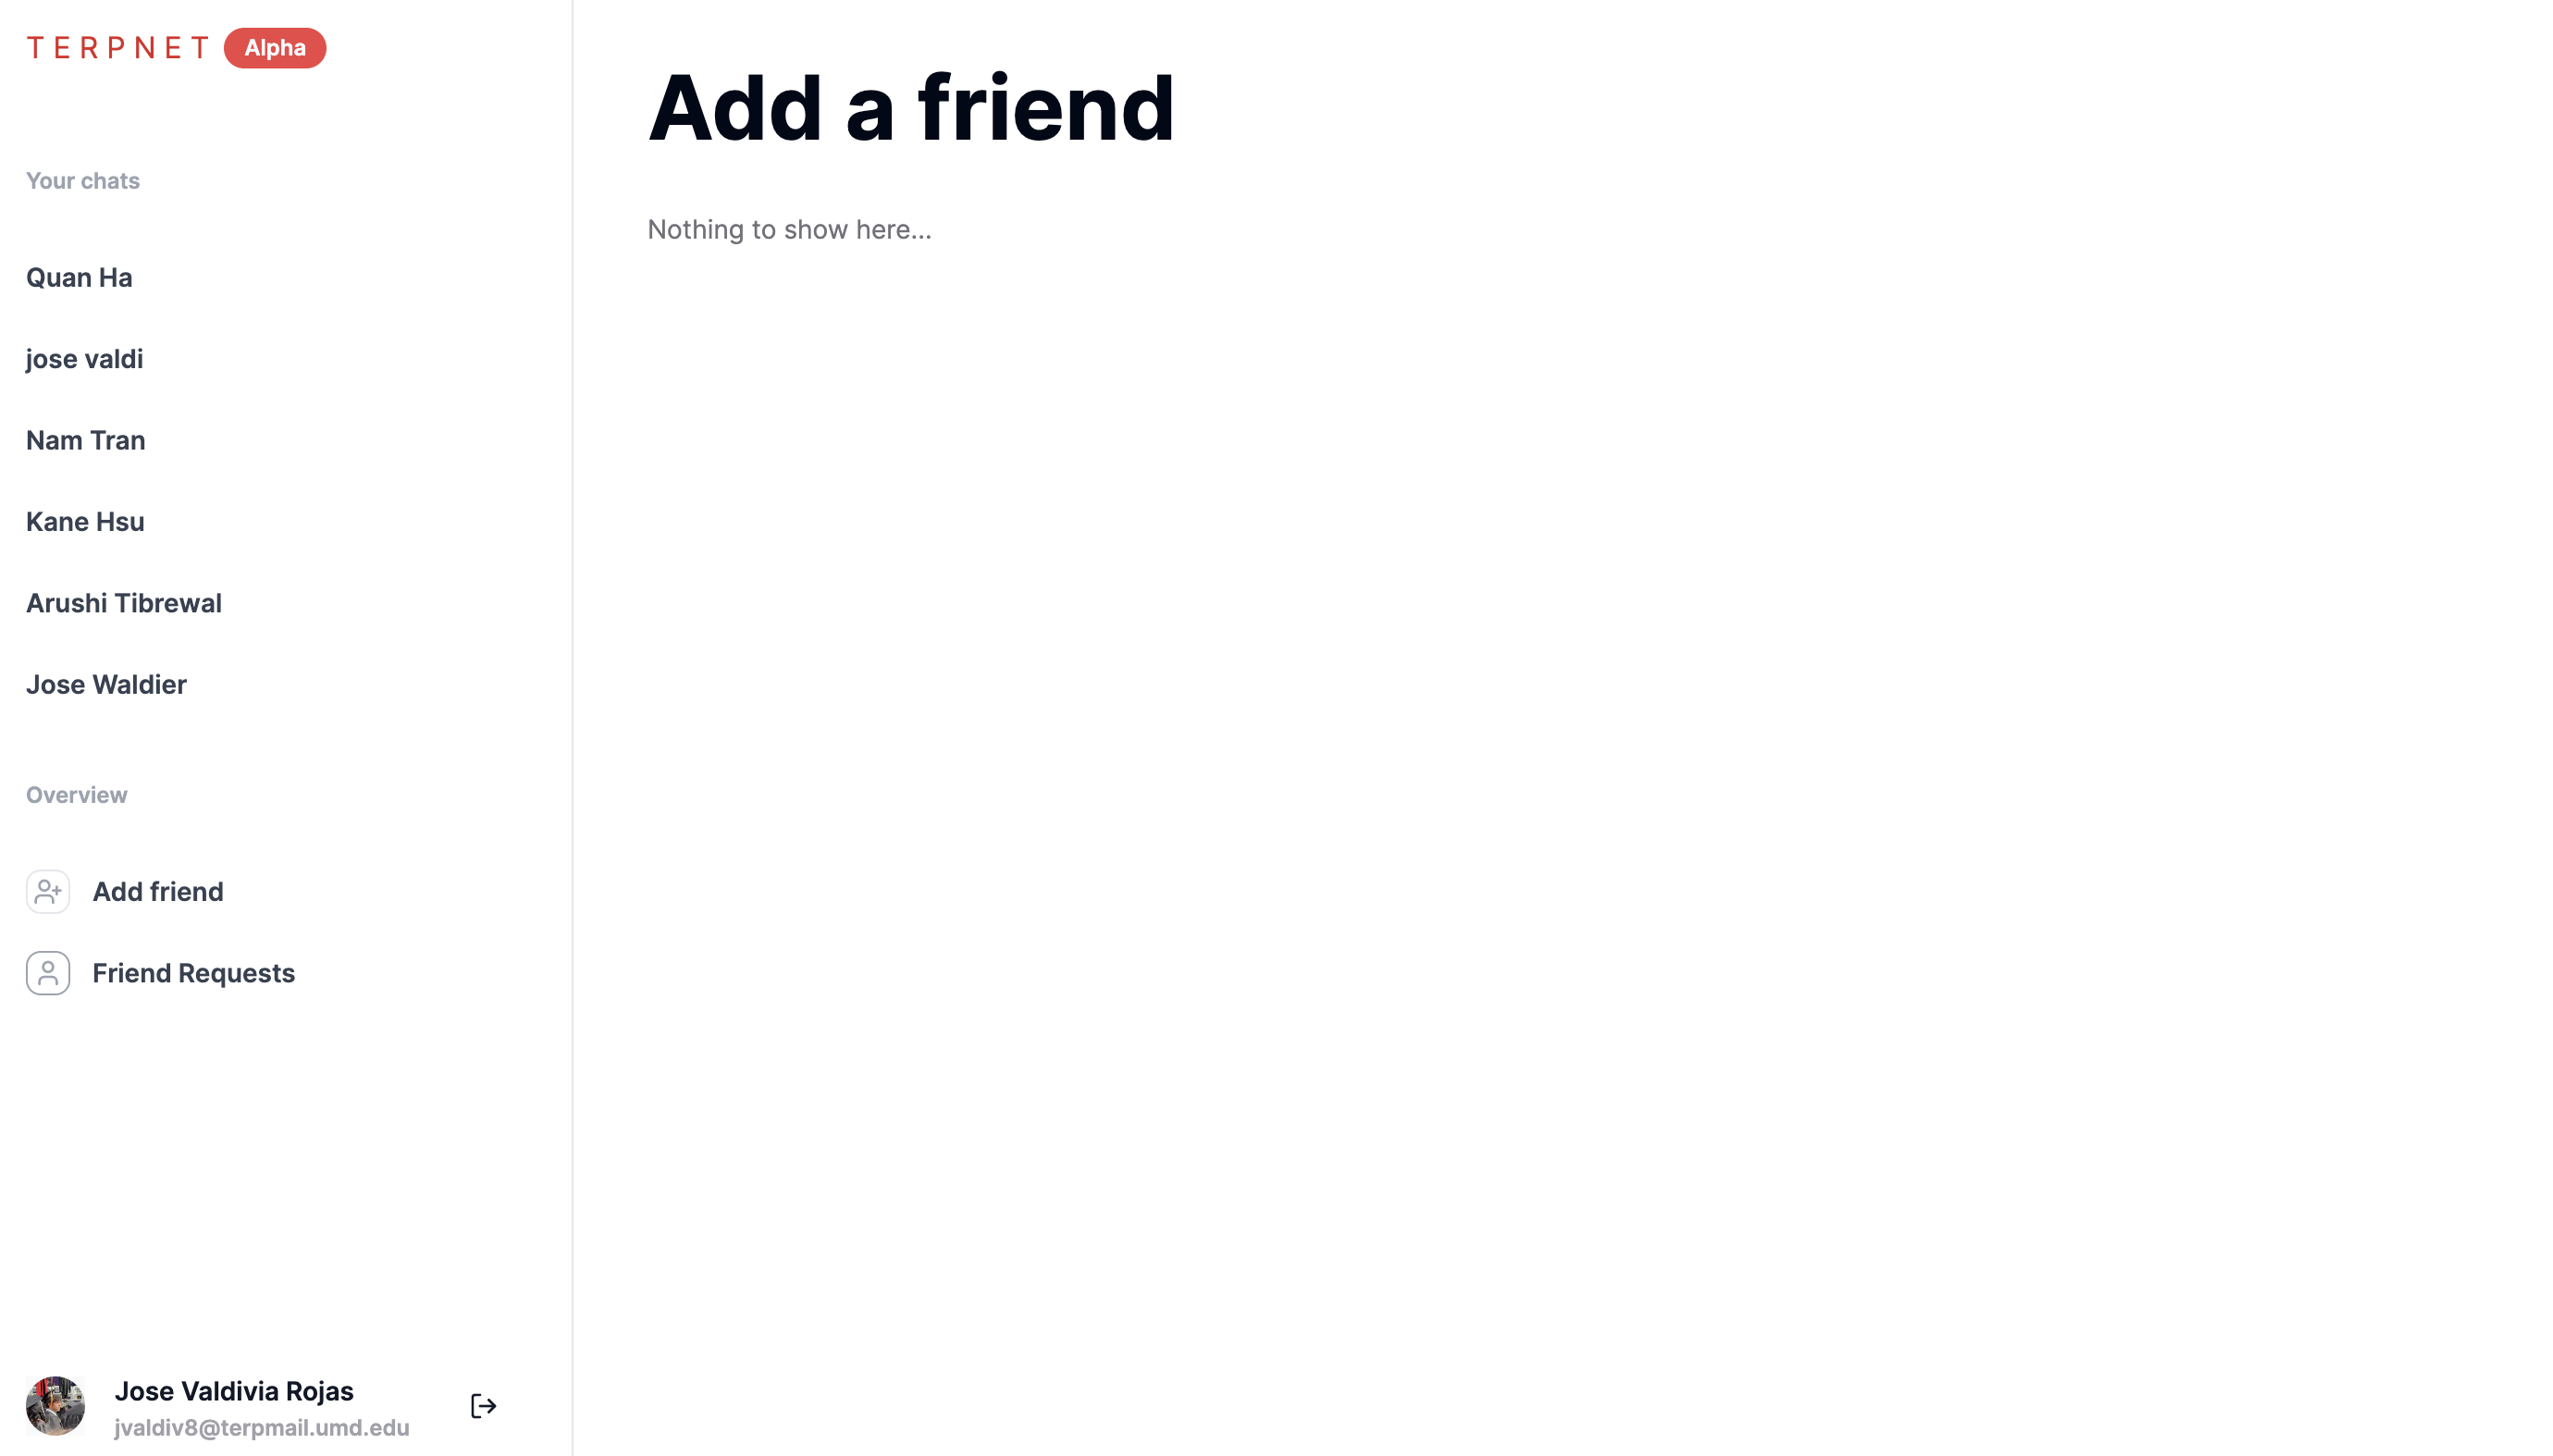 TERPNET Alpha
Your chats
Quan Ha
jose valdi
Nam Tran
Kane Hsu
Arushi Tibrewal
Jose Waldier
Overview
Add friend
Friend Requests
Jose Valdivia Rojas
jvaldiv8@terpmail.umd.edu
Add a friend
Nothing to show here...